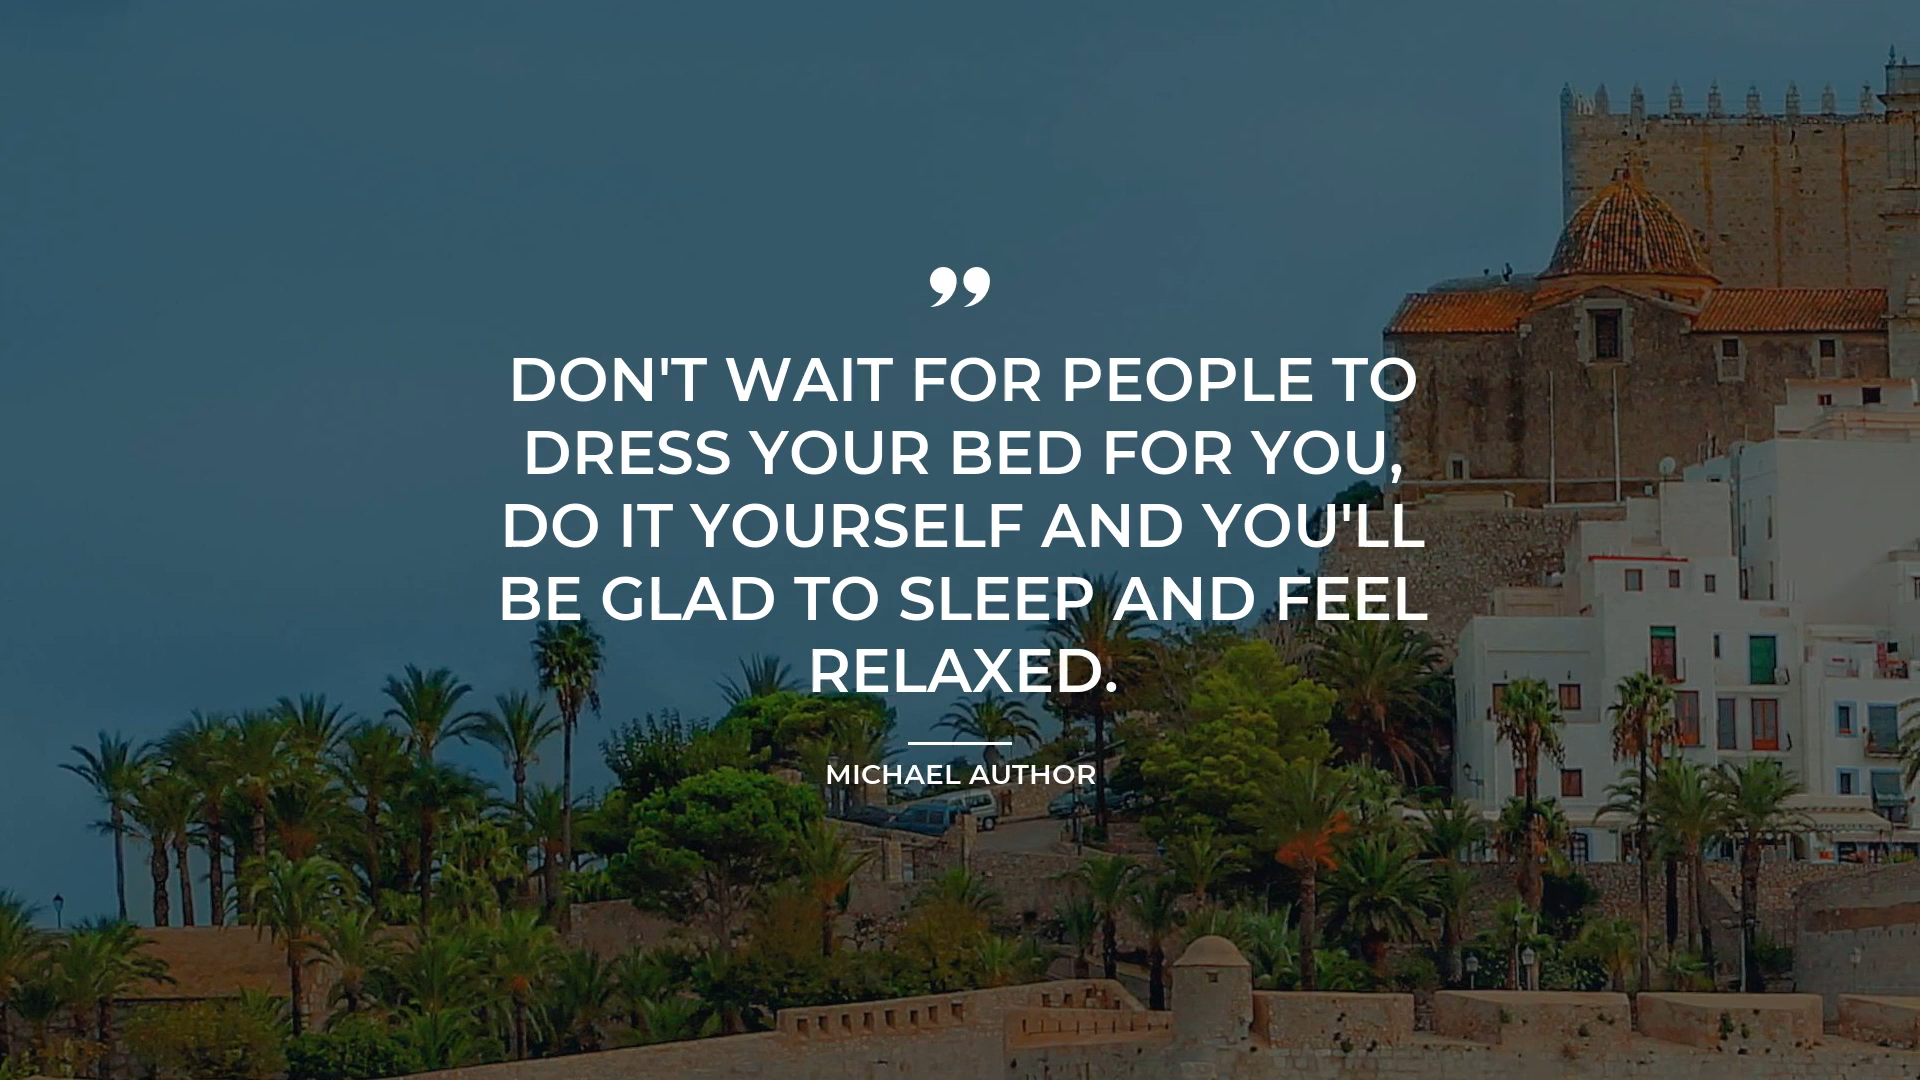 ”
DON'T WAIT FOR PEOPLE TO
DRESS YOUR BED FOR YOU,
DO IT YOURSELF AND YOU'LL
BE GLAD TO SLEEP AND FEEL
RELAXED.
MICHAEL AUTHOR